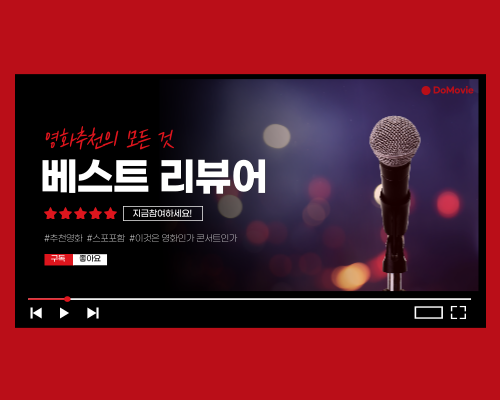 DoMovie
영화추천의 모든 것
베스트 리뷰어
지금참여하세요!
#추천영화 #스포포함 #이것은 영화인가 콘서트인가
구독 좋아요